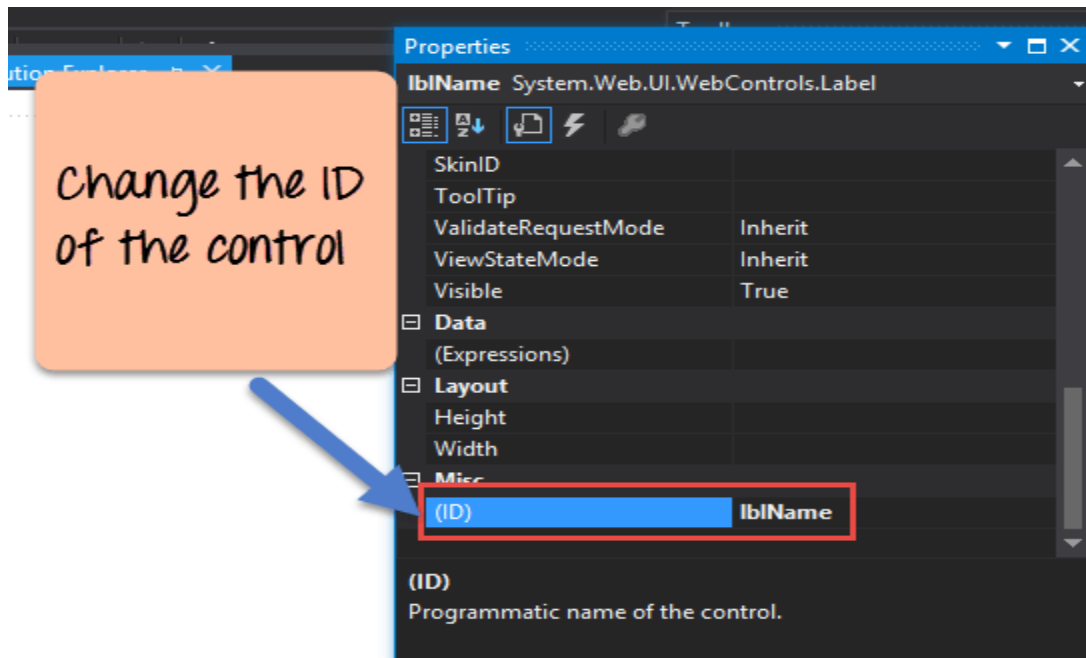 Properties
lblName System.Web.UI.WebControls.Label
Change the ID
of the control
SkinID
ToolTip
ValidateRequestMode Inherit
ViewStateMode Inherit
Visible True
Data
(Expressions)
Layout
Height
Width
Misc
(ID) lblName
(ID)
Programmatic name of the control.